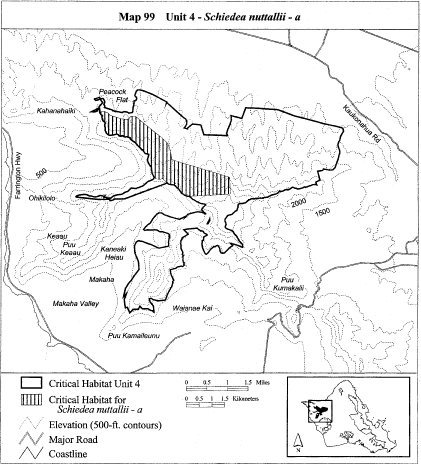 Map 99 Unit 4 - Schiedea nuttallii - a
Peacock
Flat
Kahanahaiki
Kaukonahua Rd
Farrington Hwy
500
Ohikilolo
2000
1500
Keaau
Puu
Keaau
Kaneaki
Heiau
Makaha
Puu
Kumakalii
Makaha Valley
Waianae Kai
Puu Kamaileunu
Critical Habitat Unit 4
Critical Habitat for
Schiedea nuttallii - a
Elevation (500-ft. contours)
Major Road
Coastline
0 0.5 1 1.5 Miles
0 0.5 1 1.5 Kilometers
N